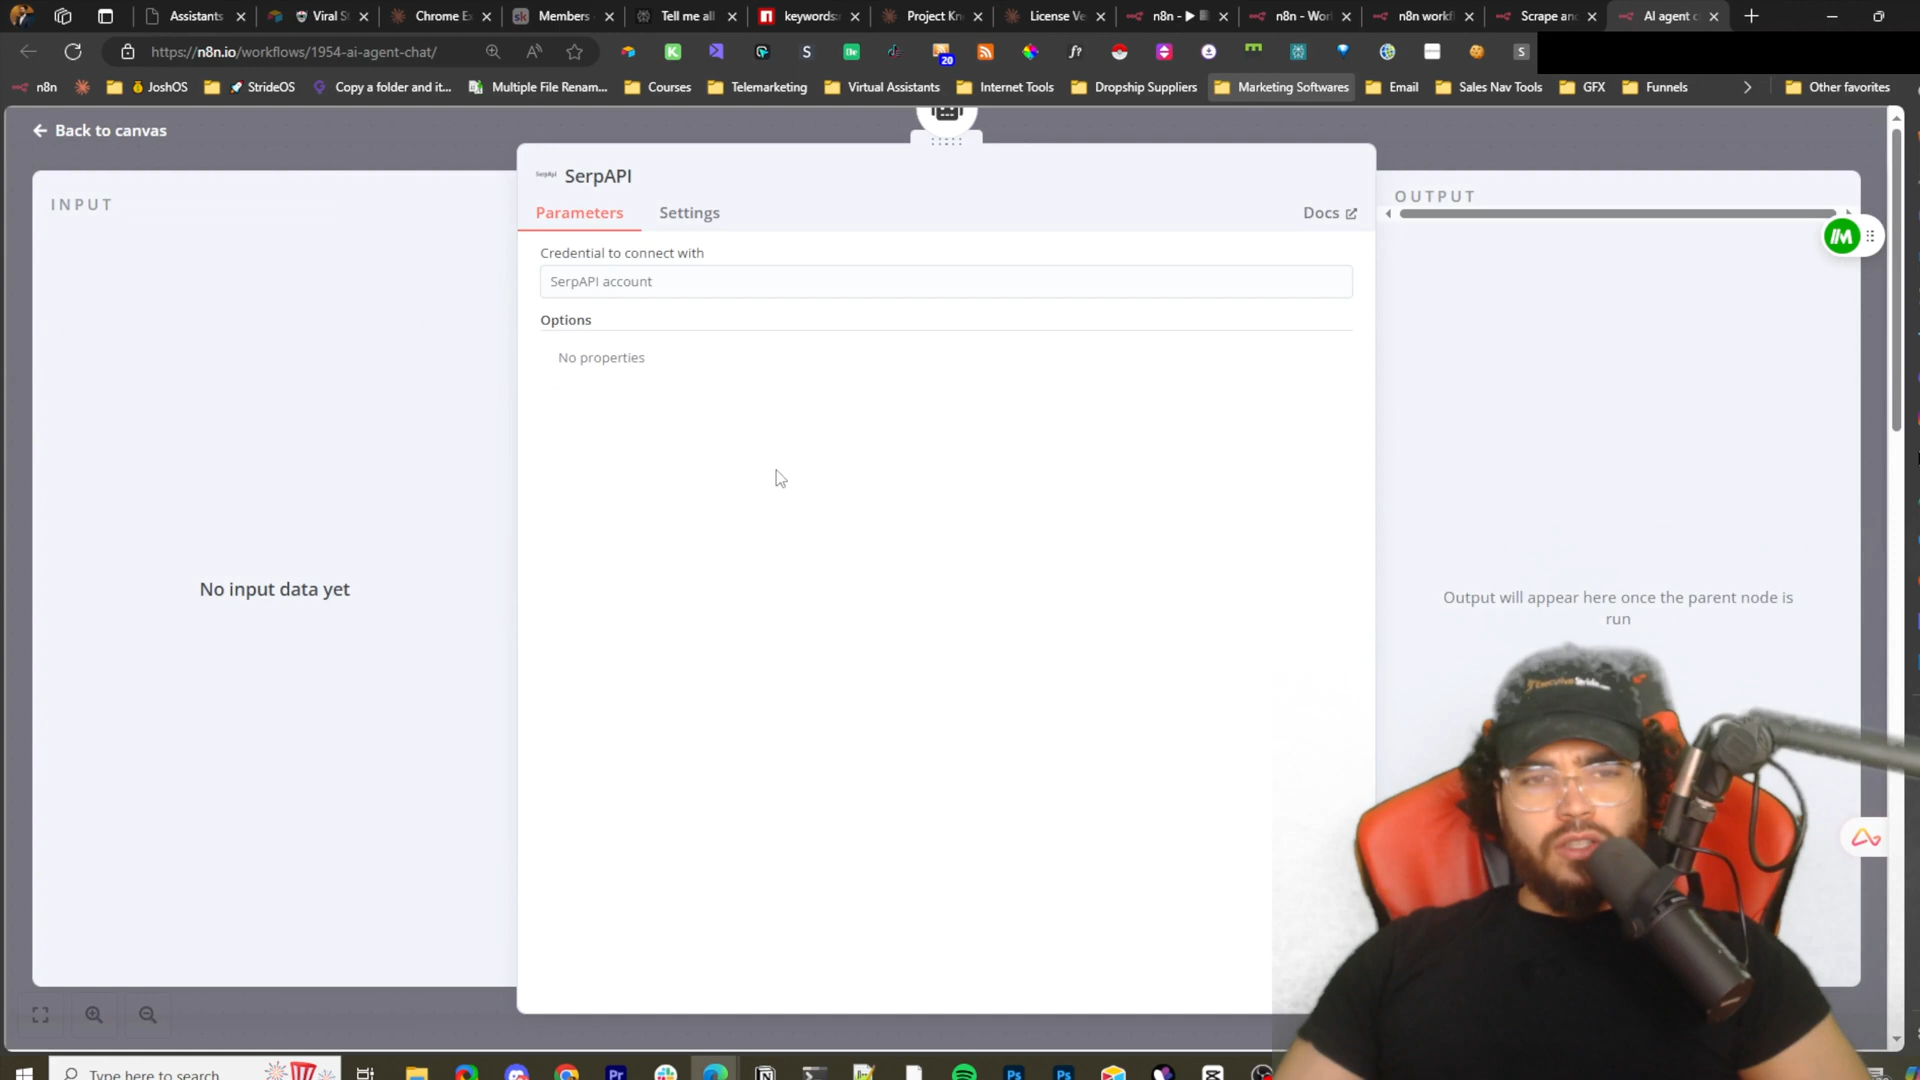 Assistants
Viral S
Chrome E
sk Members
Tell me all
keywords
Project Kn
License Ve
n8n -
n8n - Wor
n8n workf
Scrape an
AI agent c
https://n8n.io/workflows/1954-ai-agent-chat/
20
n8n
JoshOS
StrideOS
Copy a folder and it...
Multiple File Renam...
Courses
Telemarketing
Virtual Assistants
Internet Tools
Dropship Suppliers
Marketing Softwares
Email
Sales Nav Tools
GFX
Funnels
Other favorites
Back to canvas
INPUT
SerpApi SerpAPI
OUTPUT
Parameters
Settings
Docs
Credential to connect with
SerpAPI account
Options
No properties
No input data yet
Output will appear here once the parent node is
run
Type here to search